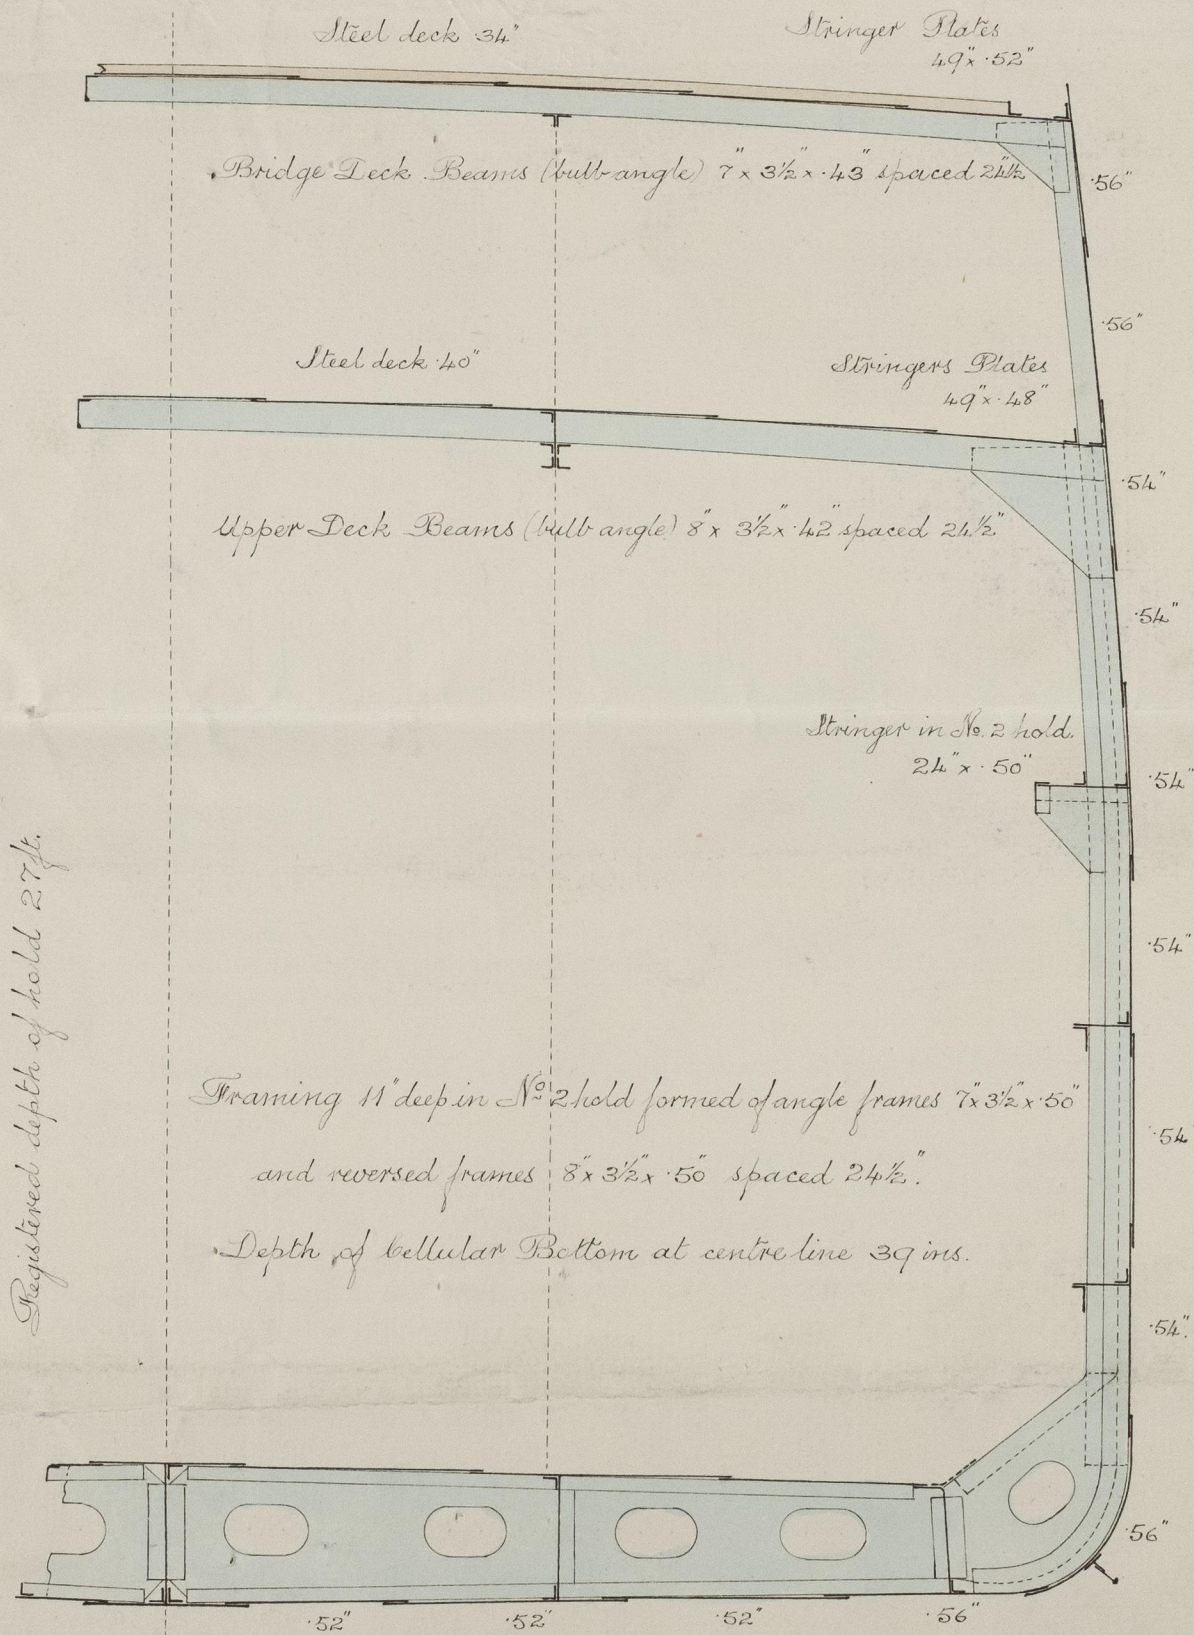 Steel deck ·34"
Stringer Plates
49" x ·52"
Bridge Deck Beams (bulb angle) 7" x 3½" x ·43" spaced 24½"
·56"
·56"
Steel deck ·40"
Stringers Plates
49" x ·48"
·54"
Upper Deck Beams (bulb angle) 8" x 3½" x ·42" spaced 24½"
·54"
Stringer in No. 2 hold.
24" x ·50"
·54"
·54"
Registered depth of hold 27 ft.
Framing 11" deep in No 2 hold formed of angle frames 7" x 3½" x ·50"
·54
and reversed frames 8" x 3½" x ·50" spaced 24½".
Depth of Cellular Bottom at centre line 39 ins.
·54".
·56"
·52"
·52"
·52"
·56"